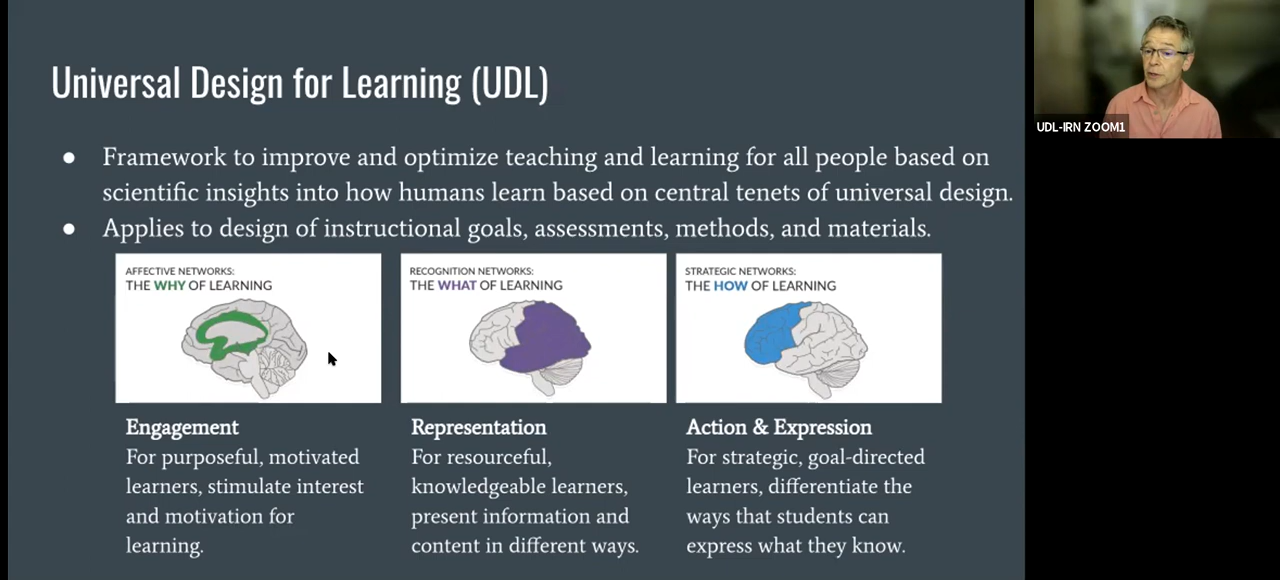 Universal Design for Learning (UDL)
● Framework to improve and optimize teaching and learning for all people based on
scientific insights into how humans learn based on central tenets of universal design.
● Applies to design of instructional goals, assessments, methods, and materials.
AFFECTIVE NETWORKS:
THE WHY OF LEARNING
Engagement
For purposeful, motivated
learners, stimulate interest
and motivation for
learning.
RECOGNITION NETWORKS:
THE WHAT OF LEARNING
Representation
For resourceful,
knowledgeable learners,
present information and
content in different ways.
STRATEGIC NETWORKS:
THE HOW OF LEARNING
Action & Expression
For strategic, goal-directed
learners, differentiate the
ways that students can
express what they know.
UDL-IRN ZOOM1